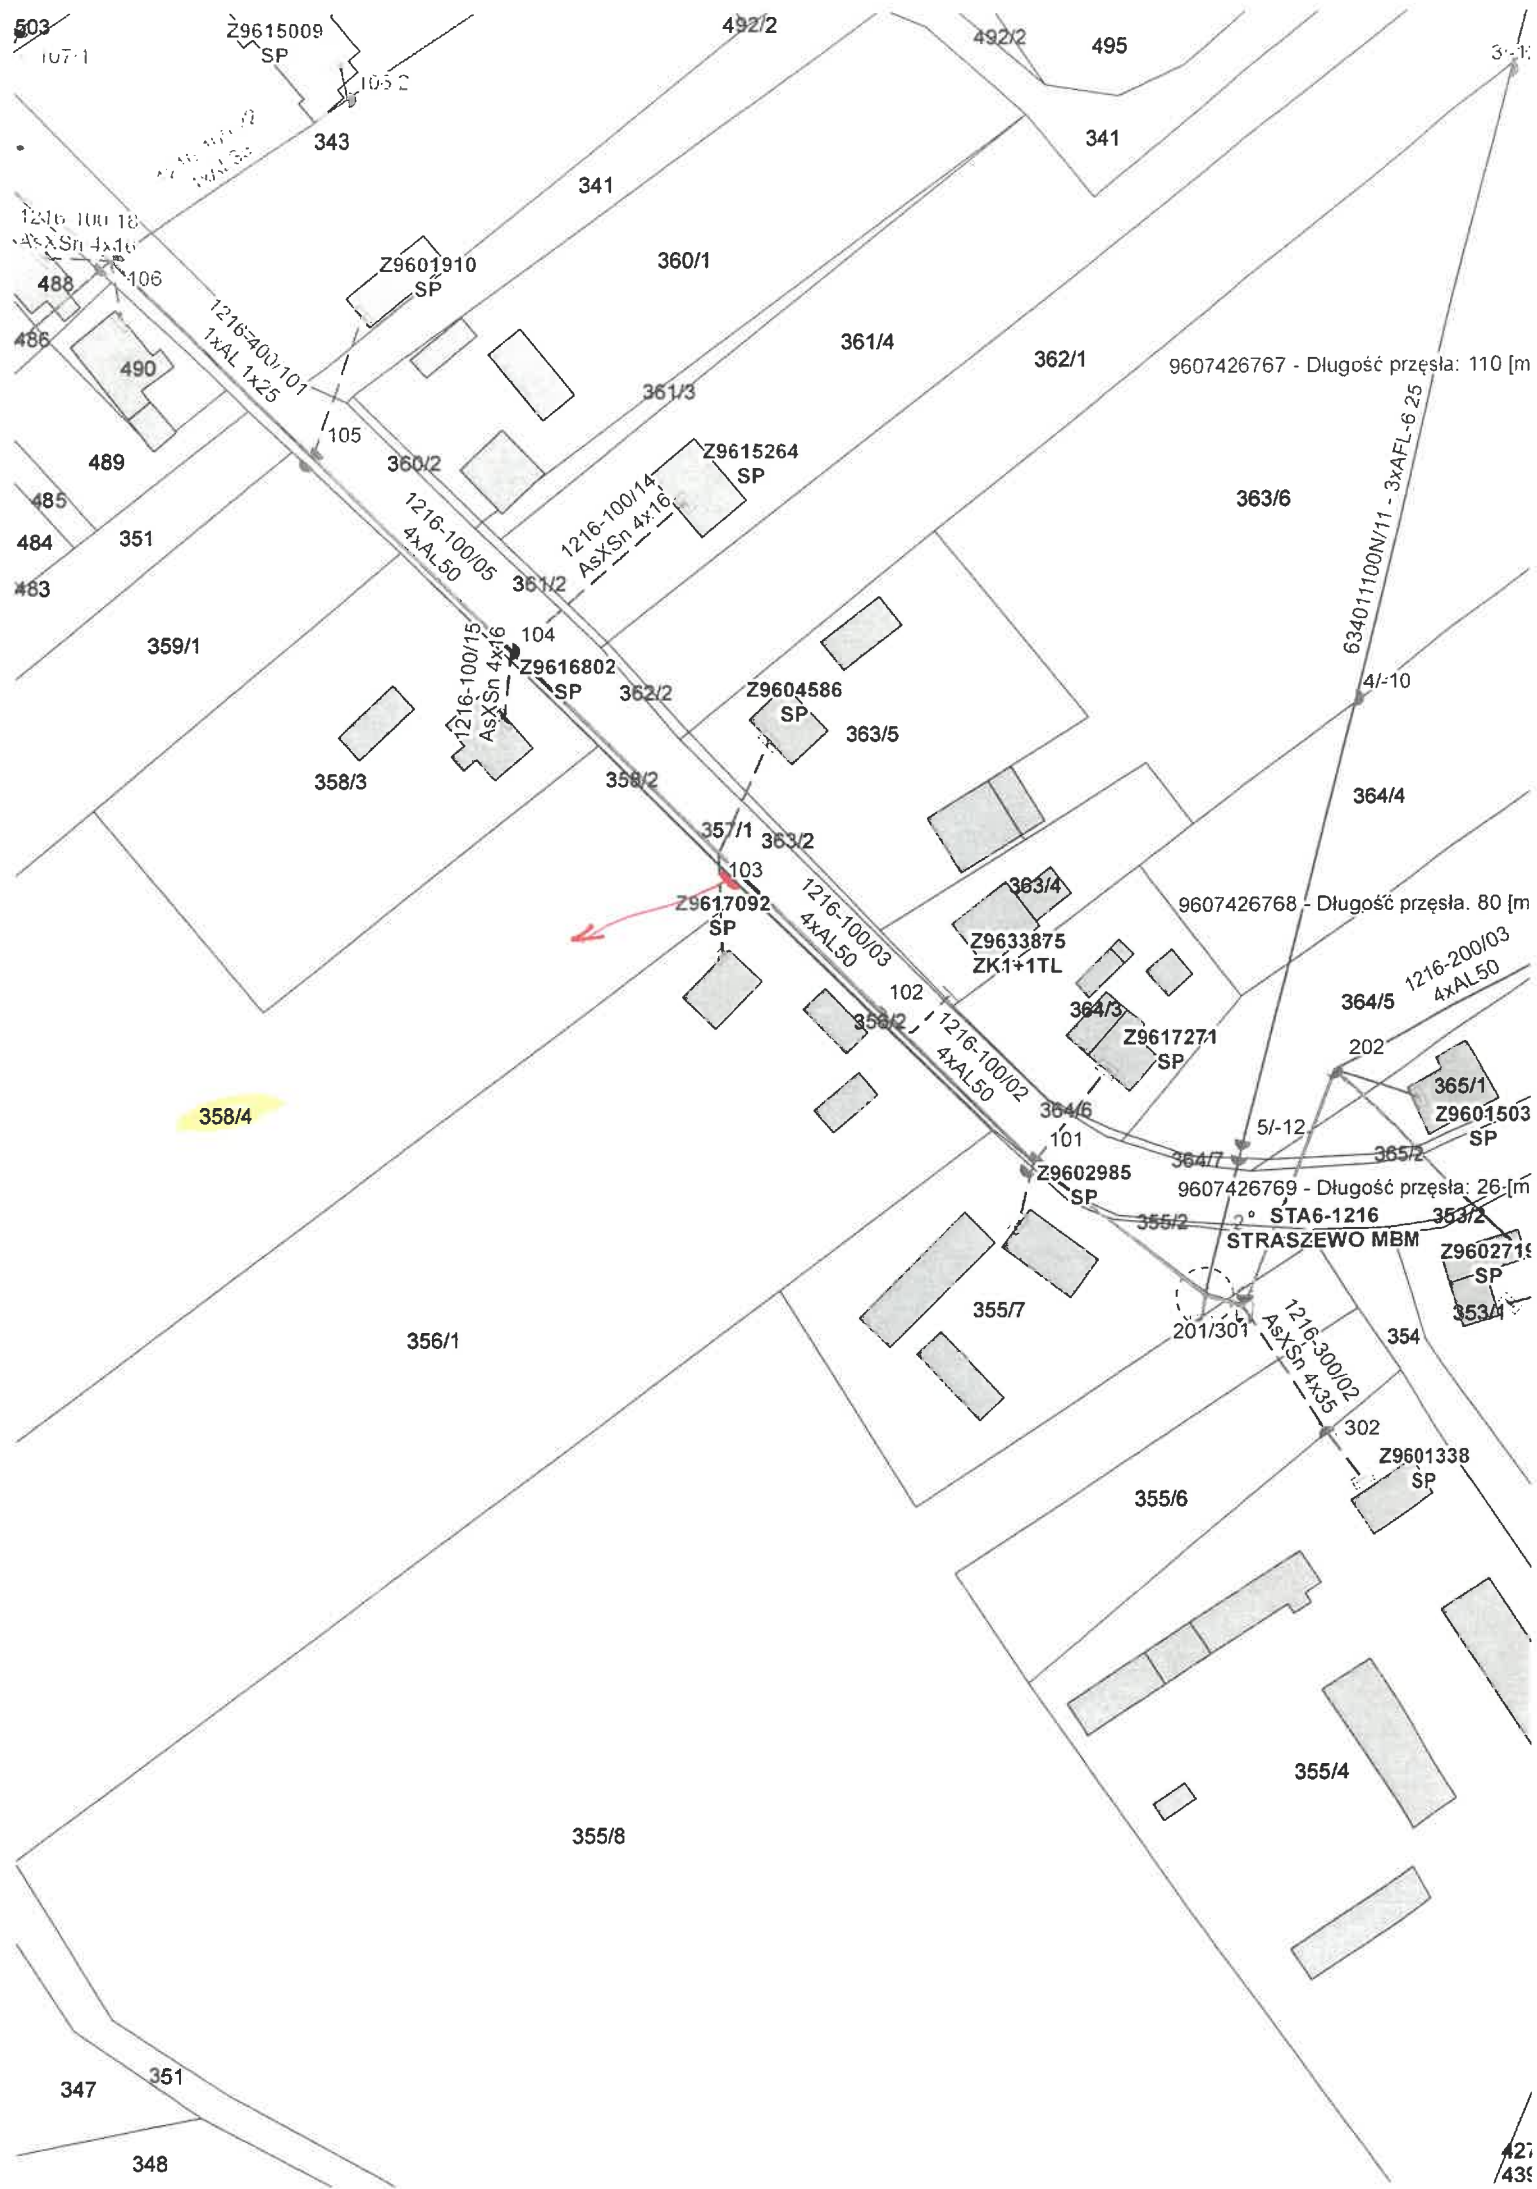 503
Z9615009
SP
492/2
492/2
495
107-1
343
341
341
488
106
486
490
1216-400/101
1xAL 1x25
Z9601910
SP
360/1
361/4
362/1
9607426767 - Długość przęsła: 110 [m
361/3
105
360/2
489
485
484
483
351
1216-100/05
4xAL50
1216-100/14
AsXSn 4x16
Z9615264
SP
363/6
634011100N/11 - 3xAFL-6 25
361/2
359/1
104
1216-100/15
AsXSn 4x16
Z9616802
SP
362/2
Z9604586
SP
363/5
4/-10
358/3
358/2
364/4
357/1
363/2
103
Z9617092
SP
1216-100/03
4xAL50
363/4
9607426768 - Długość przęsła. 80 [m
Z9633875
ZK1+1TL
1216-200/03
4xAL50
102
356/2
364/5
364/3
1216-100/02
4xAL50
Z9617271
SP
202
365/1
Z9601503
SP
358/4
364/6
101
5/-12
364/7
365/2
Z9602985
SP
9607426769 - Długość przęsła: 26 [m
355/2
STA6-1216
STRASZEWO MBM
353/2
Z9602719
SP
353/1
355/7
201/301
1216-300/02
AsXSn 4x35
354
356/1
302
Z9601338
SP
355/6
355/4
355/8
351
347
348